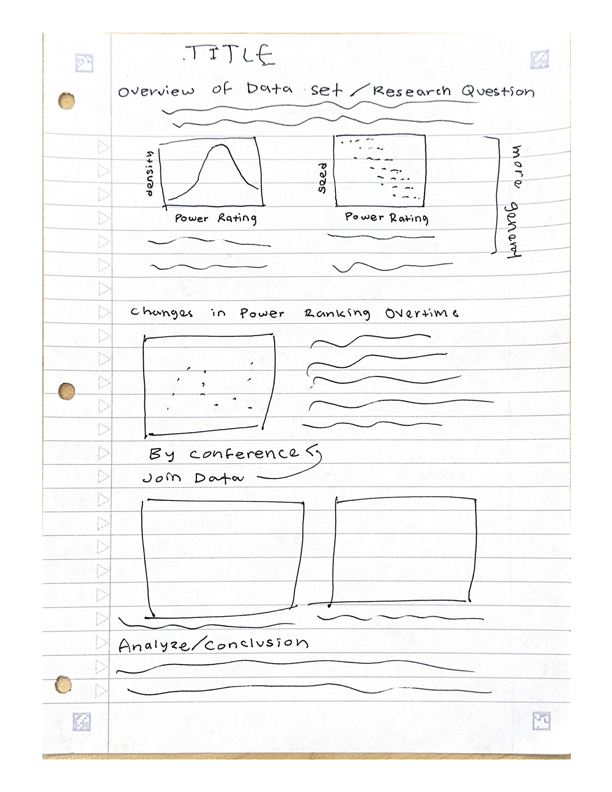 TITLE
Overview of Data set / Research Question
density
seed
Power Rating
Power Rating
more general
Changes in Power Ranking Overtime
By Conference
Join Data
Analyze/Conclusion